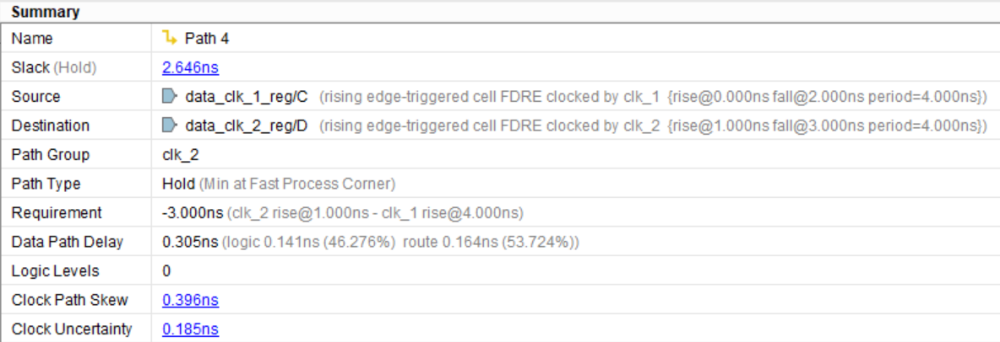 Summary
Name Path 4
Slack (Hold) 2.646ns
Source data_clk_1_reg/C (rising edge-triggered cell FDRE clocked by clk_1 {rise@0.000ns fall@2.000ns period=4.000ns})
Destination data_clk_2_reg/D (rising edge-triggered cell FDRE clocked by clk_2 {rise@1.000ns fall@3.000ns period=4.000ns})
Path Group clk_2
Path Type Hold (Min at Fast Process Corner)
Requirement -3.000ns (clk_2 rise@1.000ns - clk_1 rise@4.000ns)
Data Path Delay 0.305ns (logic 0.141ns (46.276%) route 0.164ns (53.724%))
Logic Levels 0
Clock Path Skew 0.396ns
Clock Uncertainty 0.185ns